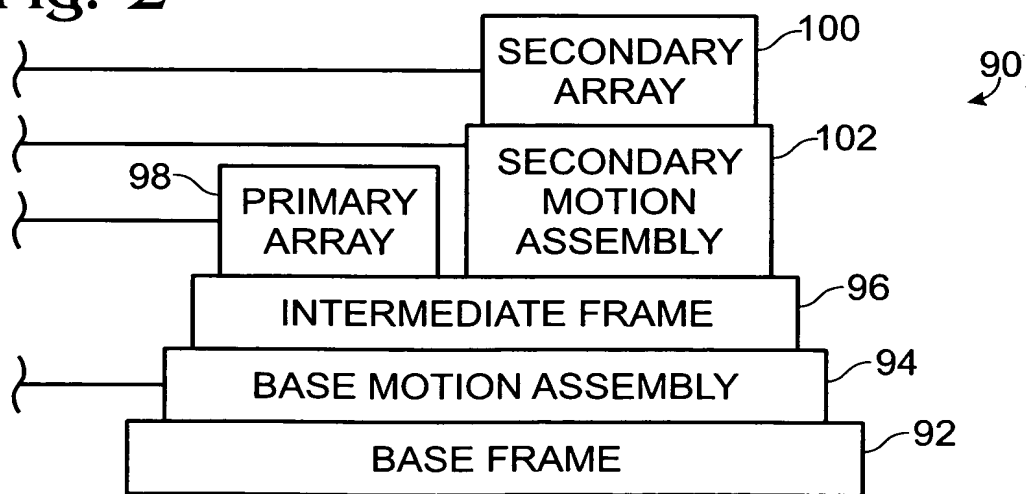 Fig. 2
SECONDARY
ARRAY
100
90
SECONDARY
MOTION
ASSEMBLY
102
98
PRIMARY
ARRAY
INTERMEDIATE FRAME
96
BASE MOTION ASSEMBLY
94
BASE FRAME
92